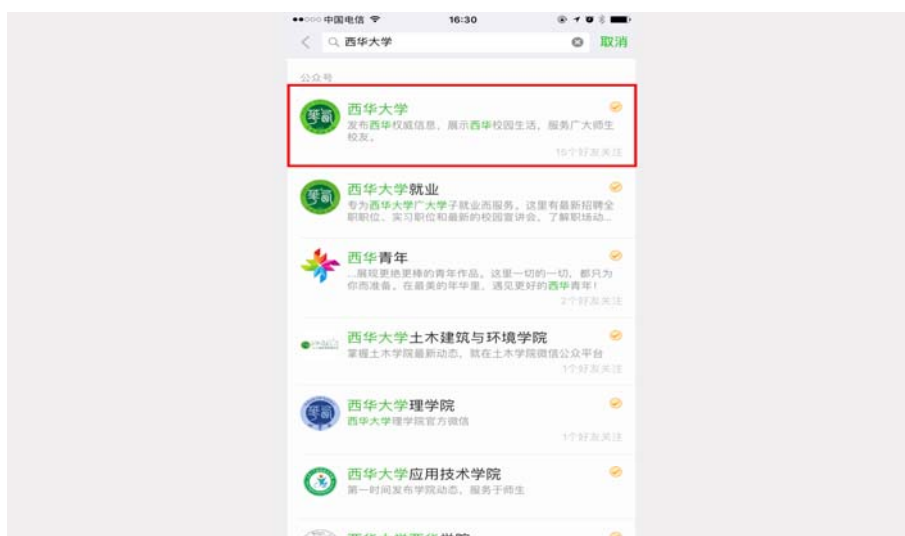 中国电信
16:30
西华大学
取消
公众号
西华大学
发布西华权威信息、展示西华校园生活、服务广大师生
校友。
15个好友关注
西华大学就业
专为西华大学广大学子就业而服务。这里有最新招聘全
职职位、实习职位和最新的校园宣讲会。了解职场动...
西华青年
...展现更绝更棒的青年作品。这里一切的一切，都只为
你而准备。在最美的年华里，遇见更好的西华青年！
2个好友关注
西华大学土木建筑与环境学院
掌握土木学院最新动态，就在土木学院微信公众平台
1个好友关注
西华大学理学院
西华大学理学院官方微信
1个好友关注
西华大学应用技术学院
第一时间发布学院动态，服务于师生